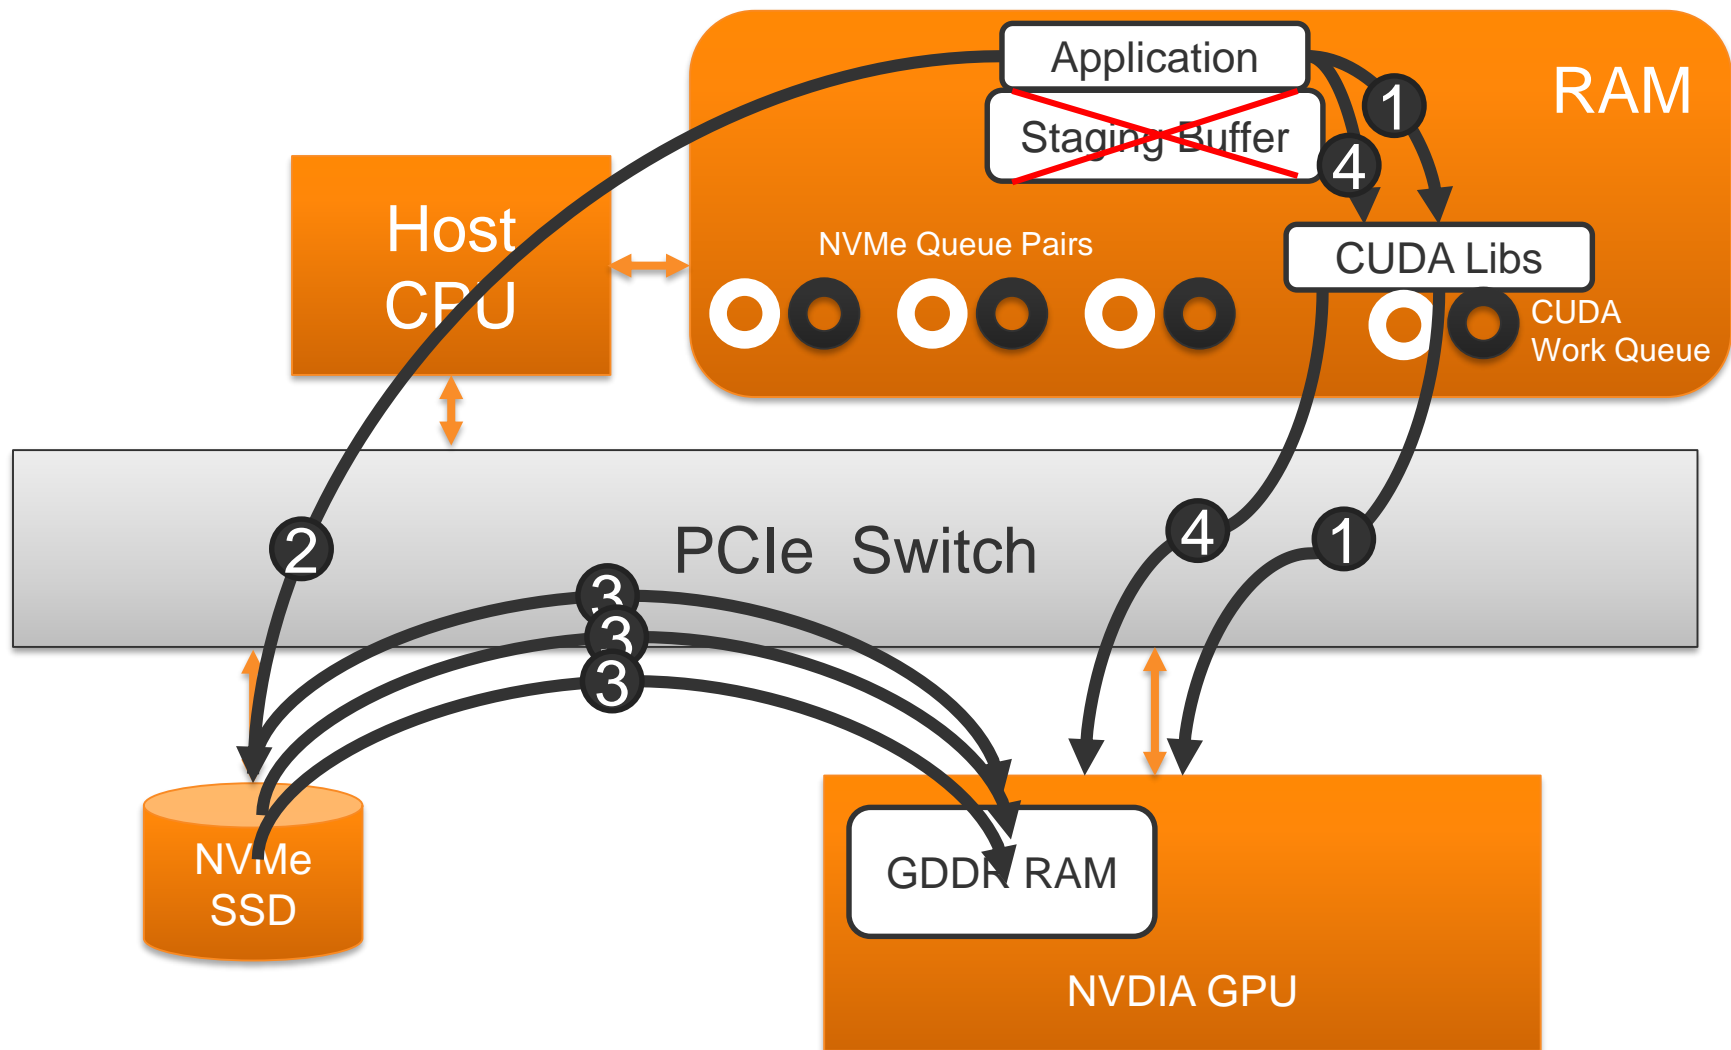 Application
RAM
1
Staging Buffer
4
Host
CPU
NVMe Queue Pairs
CUDA Libs
CUDA
Work Queue
2
PCIe Switch
4
1
3
3
3
NVMe
SSD
GDDR RAM
NVDIA GPU